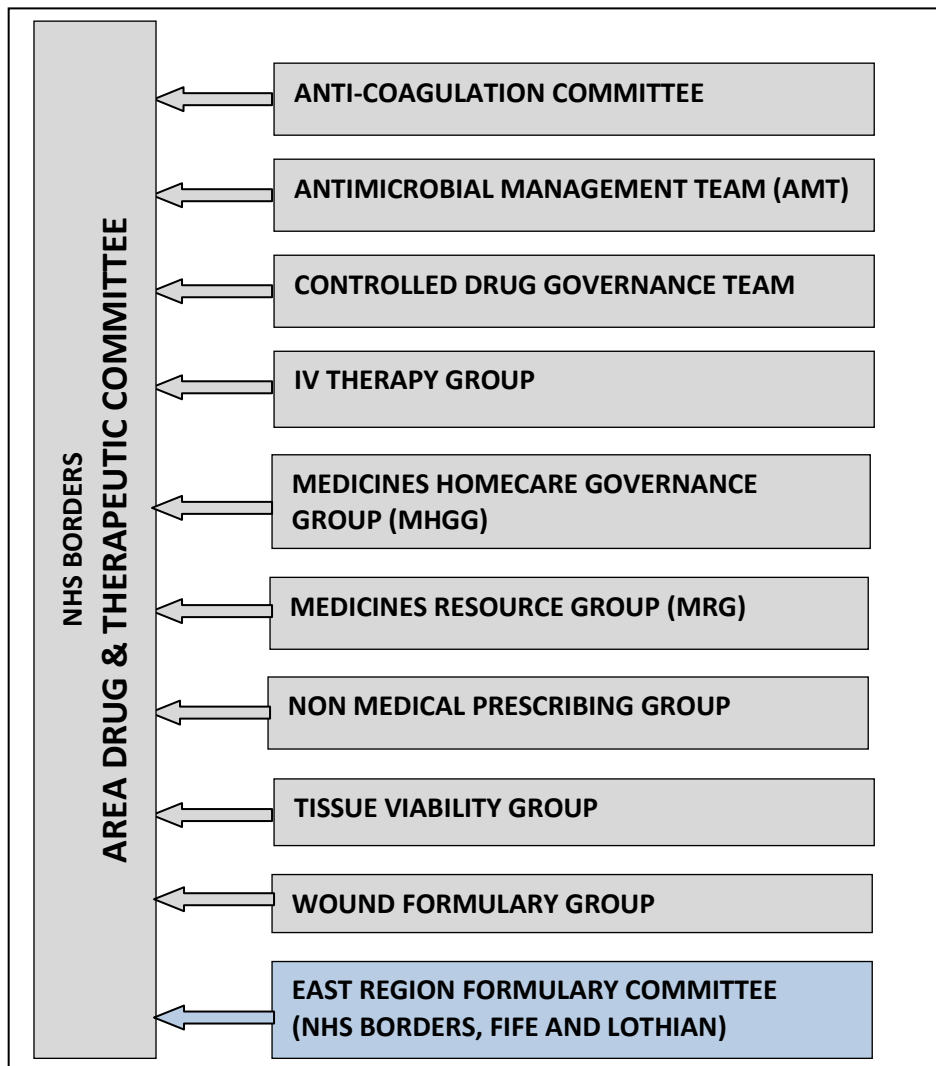 NHS BORDERS
AREA DRUG & THERAPEUTIC COMMITTEE
ANTI-COAGULATION COMMITTEE
ANTIMICROBIAL MANAGEMENT TEAM (AMT)
CONTROLLED DRUG GOVERNANCE TEAM
IV THERAPY GROUP
MEDICINES HOMECARE GOVERNANCE
GROUP (MHGG)
MEDICINES RESOURCE GROUP (MRG)
NON MEDICAL PRESCRIBING GROUP
TISSUE VIABILITY GROUP
WOUND FORMULARY GROUP
EAST REGION FORMULARY COMMITTEE
(NHS BORDERS, FIFE AND LOTHIAN)